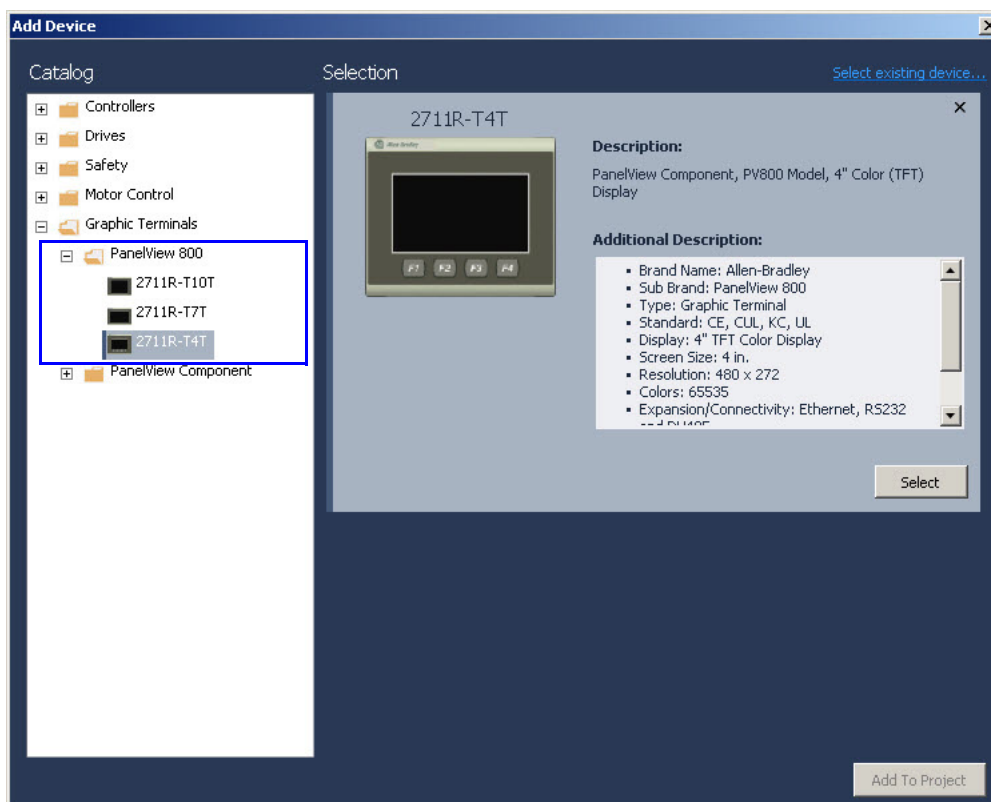 Add Device
Catalog
Selection
Select existing device...
Controllers
Drives
Safety
Motor Control
Graphic Terminals
PanelView 800
2711R-T10T
2711R-T7T
2711R-T4T
PanelView Component
2711R-T4T
Allen-Bradley
F1 F2 F3 F4
Description:
PanelView Component, PV800 Model, 4" Color (TFT)
Display
Additional Description:
▪ Brand Name: Allen-Bradley
▪ Sub Brand: PanelView 800
▪ Type: Graphic Terminal
▪ Standard: CE, CUL, KC, UL
▪ Display: 4" TFT Color Display
▪ Screen Size: 4 in.
▪ Resolution: 480 x 272
▪ Colors: 65535
▪ Expansion/Connectivity: Ethernet, RS232
Select
Add To Project